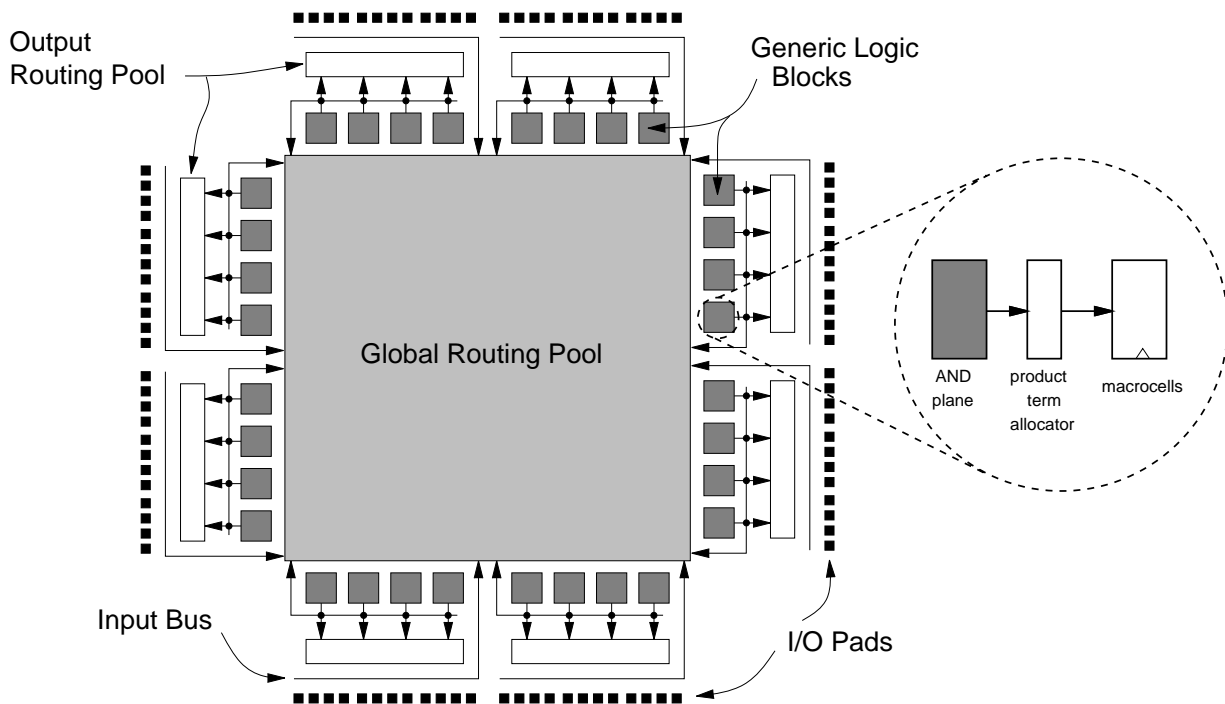 Output
Routing Pool
Generic Logic
Blocks
Global Routing Pool
AND
plane
product
term
allocator
macrocells
Input Bus
I/O Pads